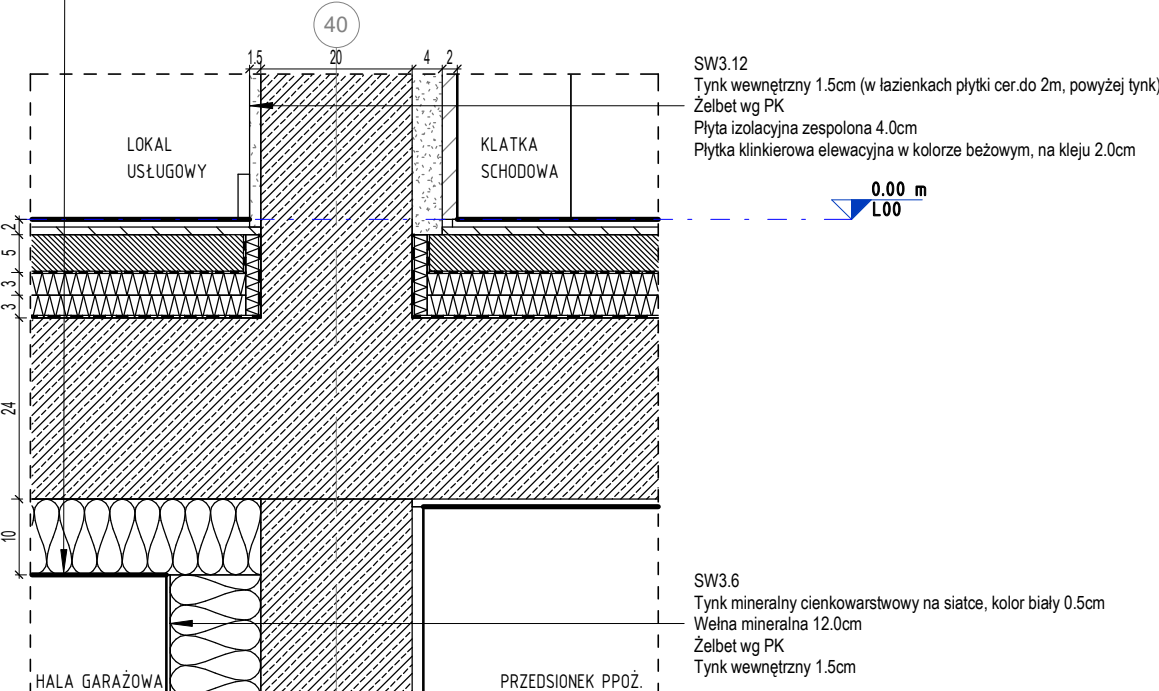 40
1.5 20 4 2
SW3.12
Tynk wewnętrzny 1.5cm (w łazienkach płytki cer.do 2m, powyżej tynk)
Żelbet wg PK
Płyta izolacyjna zespolona 4.0cm
Płytka klinkierowa elewacyjna w kolorze beżowym, na kleju 2.0cm
LOKAL
USŁUGOWY
KLATKA
SCHODOWA
0.00 m
L00
2
5
3
3
24
10
SW3.6
Tynk mineralny cienkowarstwowy na siatce, kolor biały 0.5cm
Wełna mineralna 12.0cm
Żelbet wg PK
Tynk wewnętrzny 1.5cm
HALA GARAŻOWA
PRZEDSIONEK PPOŻ.